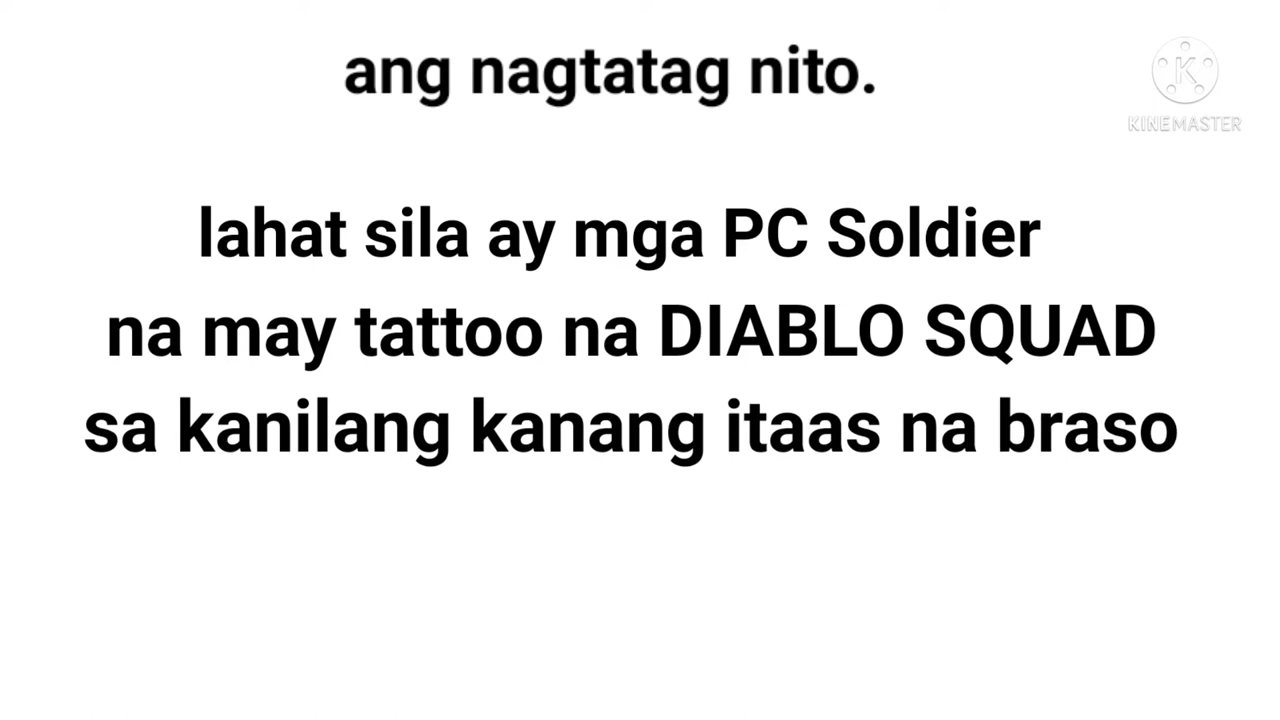 ang nagtatag nito.
KINEMASTER
lahat sila ay mga PC Soldier
na may tattoo na DIABLO SQUAD
sa kanilang kanang itaas na braso